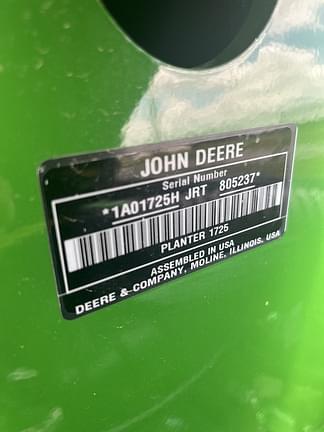 JOHN DEERE
Serial Number
*1A01725H JRT 805237*
PLANTER 1725
ASSEMBLED IN USA
DEERE & COMPANY, MOLINE, ILLINOIS, USA